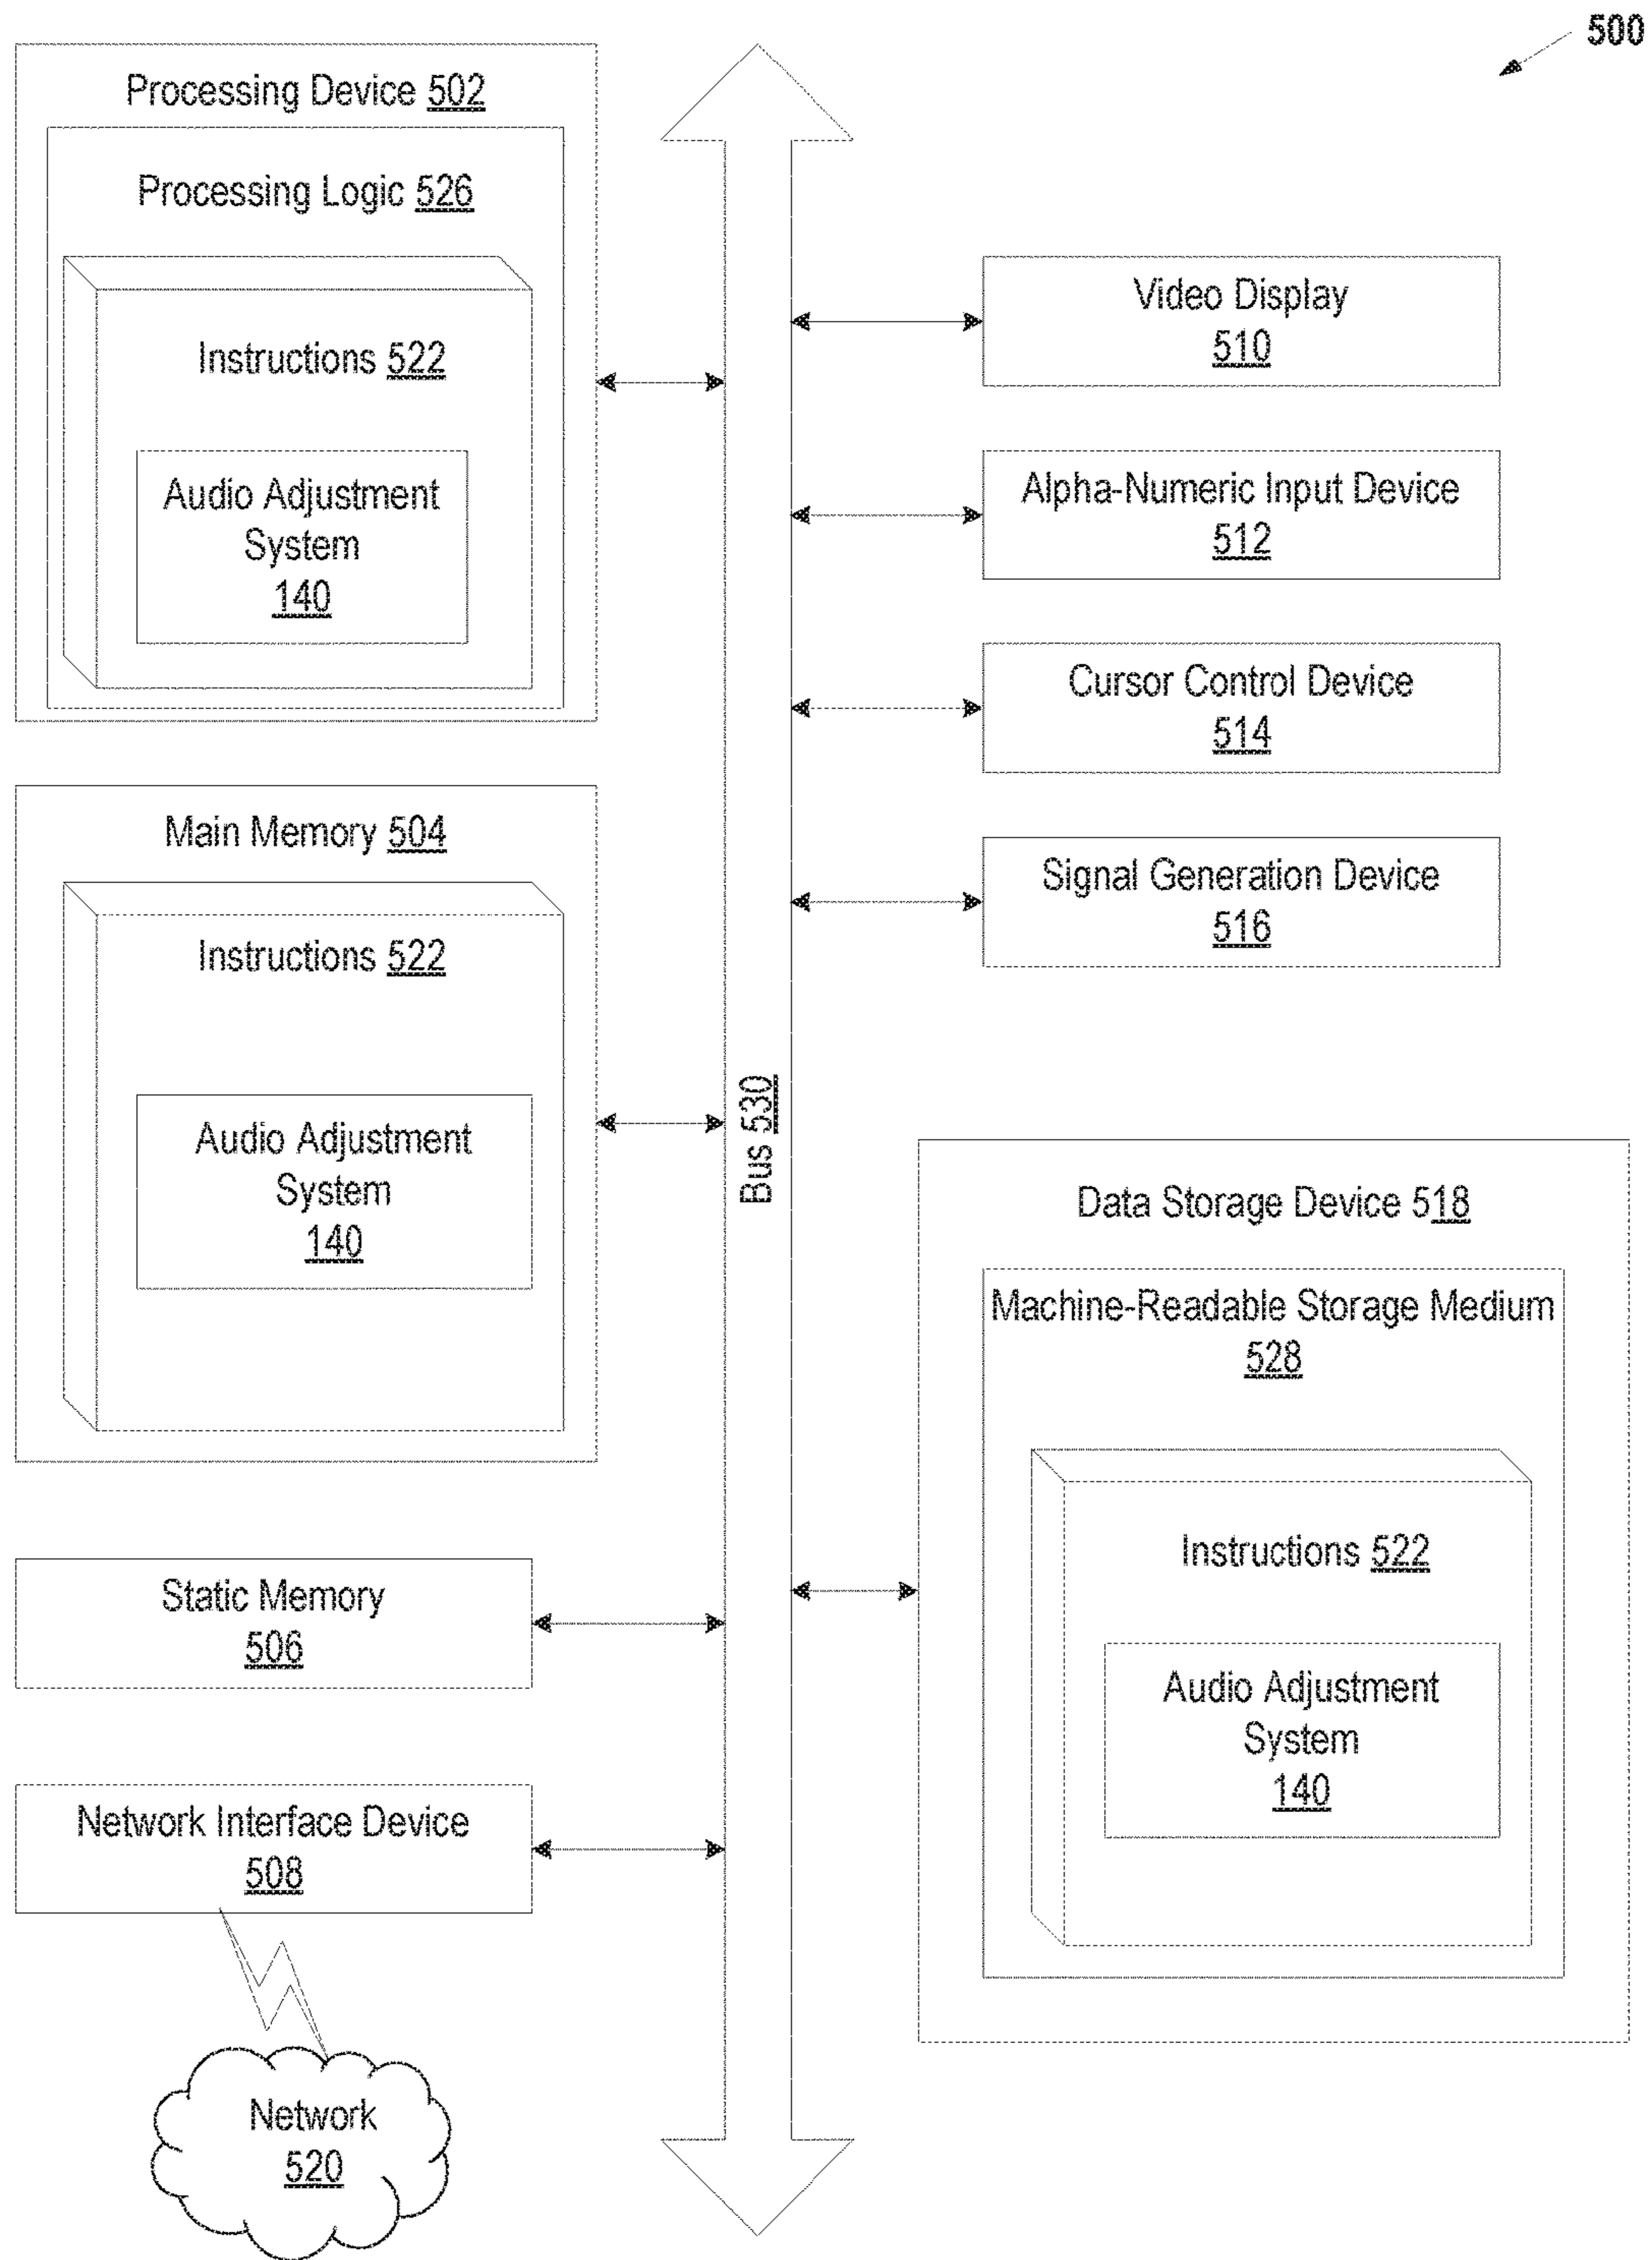 500
Processing Device 502
Processing Logic 526
Instructions 522
Audio Adjustment
System
140
Main Memory 504
Instructions 522
Audio Adjustment
System
140
Static Memory
506
Network Interface Device
508
Network
520
Bus 530
Video Display
510
Alpha-Numeric Input Device
512
Cursor Control Device
514
Signal Generation Device
516
Data Storage Device 518
Machine-Readable Storage Medium
528
Instructions 522
Audio Adjustment
System
140